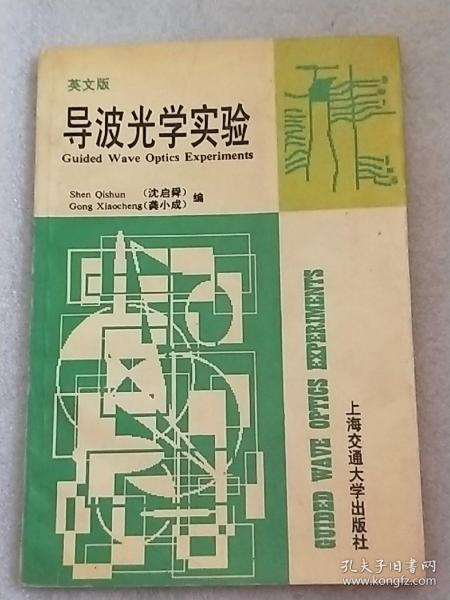 英文版
导波光学实验
Guided Wave Optics Experiments
Shen Qishun （沈启舜）
Gong Xiaocheng(龚小成) 编
GUIDED WAVE OPTICS EXPERIMENTS
上海交通大学出版社
孔夫子旧书网
www.kongfz.com